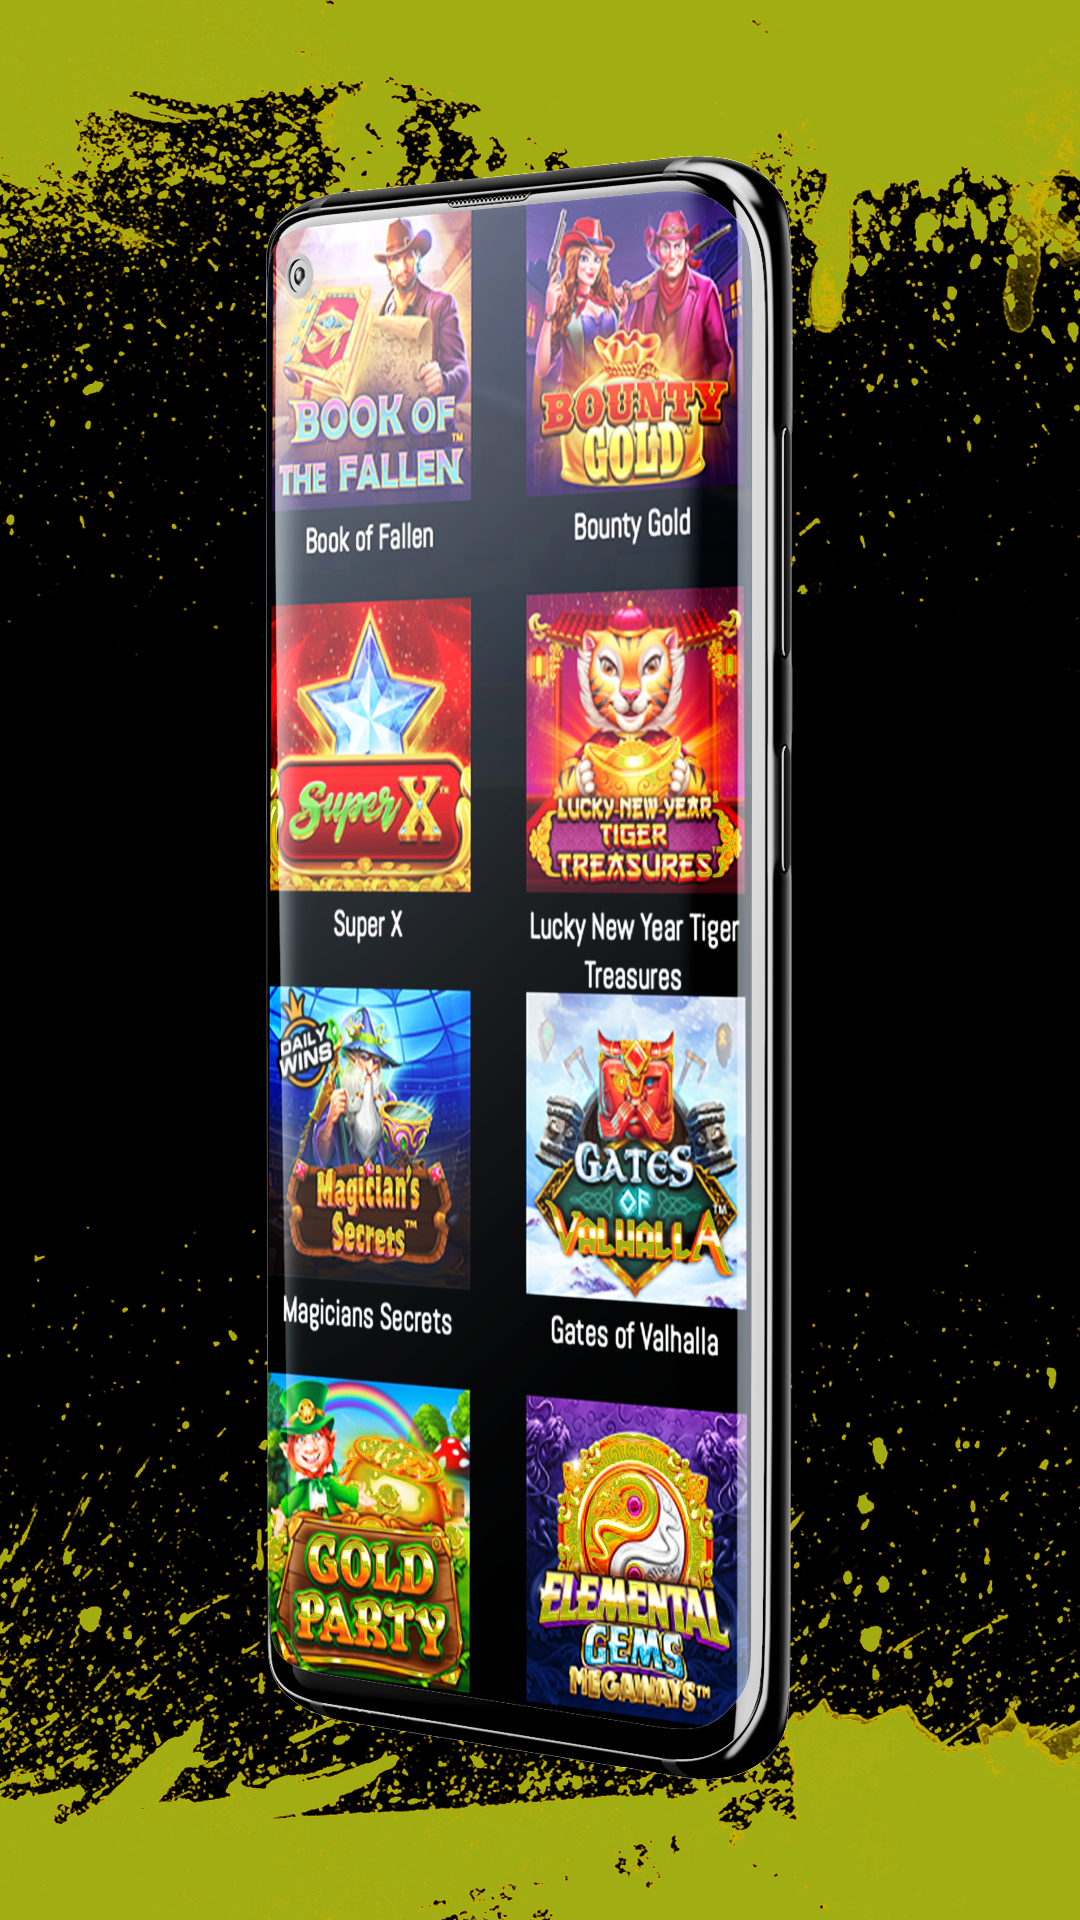 BOOK OF
THE FALLEN™
Book of Fallen
BOUNTY
GOLD™
Bounty Gold
Super X™
Super X
LUCKY NEW YEAR
TIGER
TREASURES™
Lucky New Year Tiger
Treasures
DAILY
WINS
Magician's
Secrets™
Magicians Secrets
GATES
OF
VALHALLA™
Gates of Valhalla
GOLD
PARTY
ELEMENTAL
GEMS
MEGAWAYS™